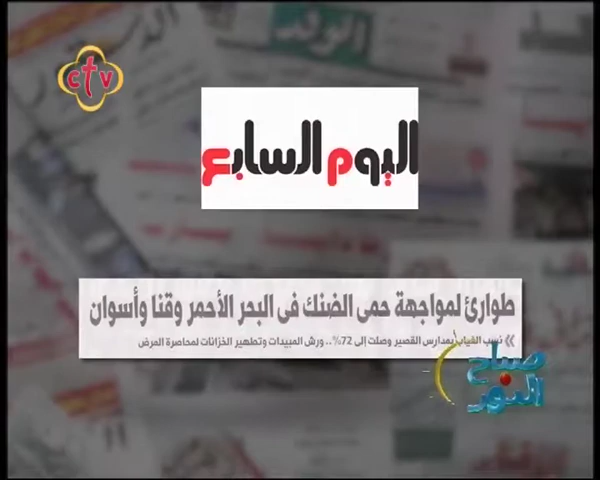 ctv
الوفد
اليوم السابع
طوارئ لمواجهة حمى الضنك فى البحر الأحمر وقنا وأسوان
» نسب الغياب بمدارس القصير وصلت إلى 72%.. ورش المبيدات وتطهير الخزانات لمحاصرة المرض
صباح
النور